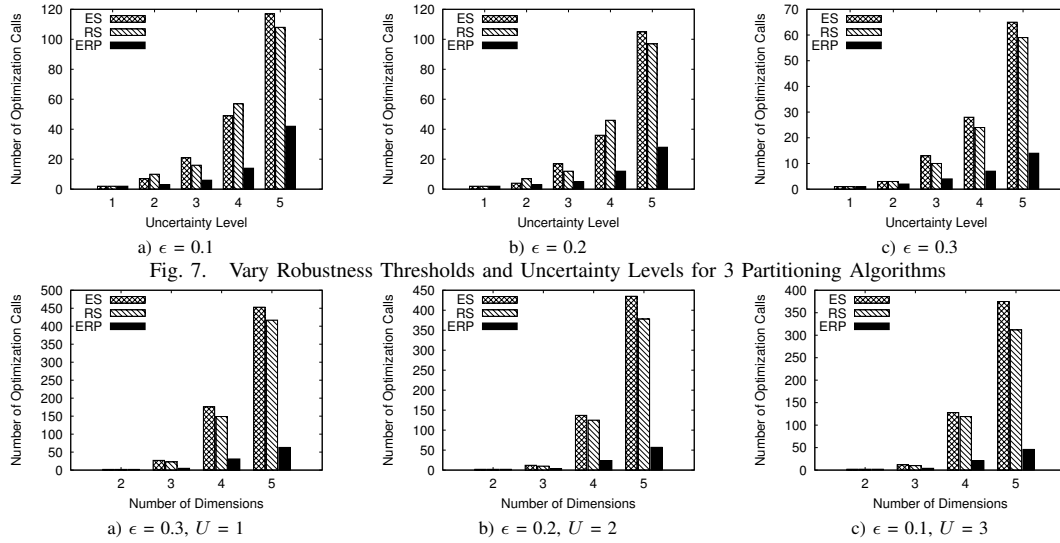 Number of Optimization Calls
120
100
80
60
40
20
0
ES
RS
ERP
1 2 3 4 5
Uncertainty Level
a) ϵ = 0.1
Number of Optimization Calls
120
100
80
60
40
20
0
ES
RS
ERP
1 2 3 4 5
Uncertainty Level
b) ϵ = 0.2
Number of Optimization Calls
70
60
50
40
30
20
10
0
ES
RS
ERP
1 2 3 4 5
Uncertainty Level
c) ϵ = 0.3
Fig. 7. Vary Robustness Thresholds and Uncertainty Levels for 3 Partitioning Algorithms
Number of Optimization Calls
500
450
400
350
300
250
200
150
100
50
0
ES
RS
ERP
2 3 4 5
Number of Dimensions
a) ϵ = 0.3, U = 1
Number of Optimization Calls
450
400
350
300
250
200
150
100
50
0
ES
RS
ERP
2 3 4 5
Number of Dimensions
b) ϵ = 0.2, U = 2
Number of Optimization Calls
400
350
300
250
200
150
100
50
0
ES
RS
ERP
2 3 4 5
Number of Dimensions
c) ϵ = 0.1, U = 3